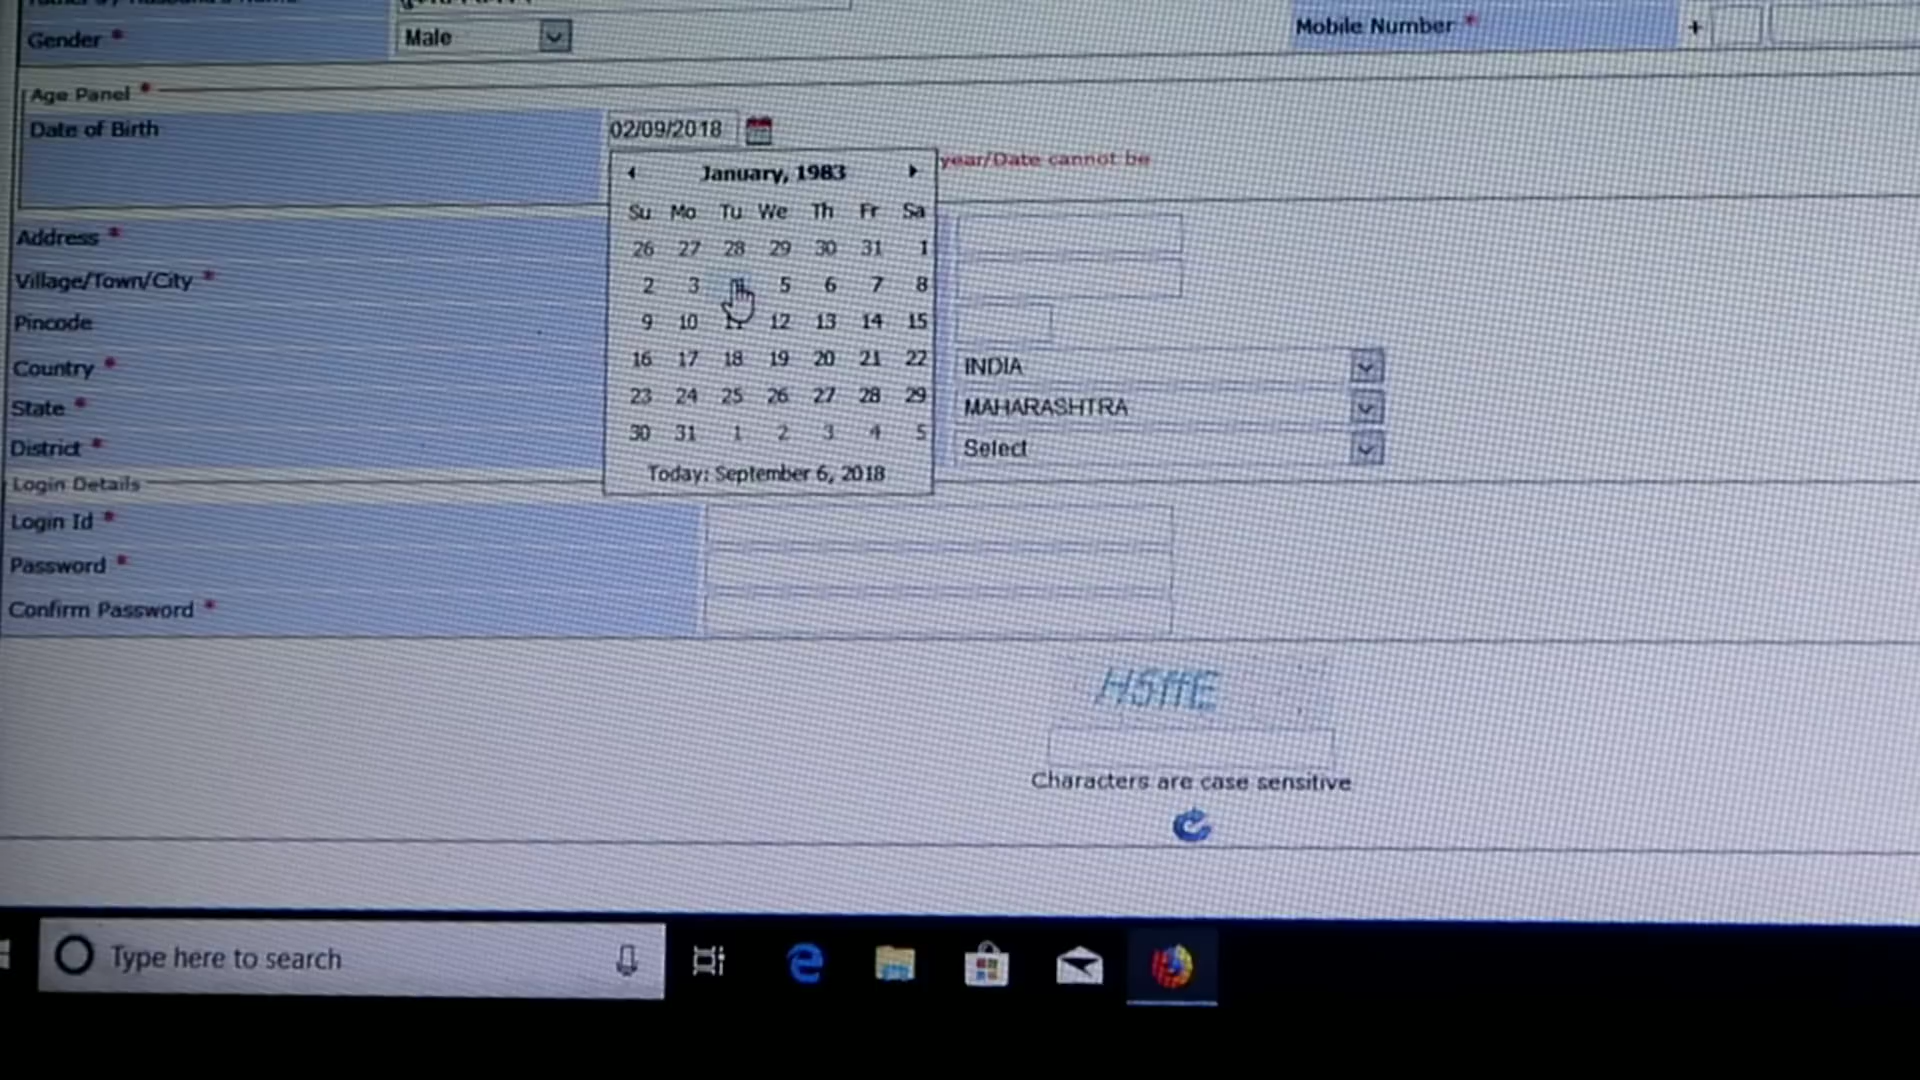 Gender *
Male
Mobile Number *
+
Age Panel *
Date of Birth
02/09/2018
year/Date cannot be
January, 1983
Su Mo Tu We Th Fr Sa
26 27 28 29 30 31 1
2 3 5 6 7 8
9 10 11 12 13 14 15
16 17 18 19 20 21 22
23 24 25 26 27 28 29
30 31 1 2 3 4 5
Today: September 6, 2018
Address *
Village/Town/City *
Pincode
Country *
INDIA
State *
MAHARASHTRA
District *
Select
Login Details
Login Id *
Password *
Confirm Password *
H5ffE
Characters are case sensitive
Type here to search